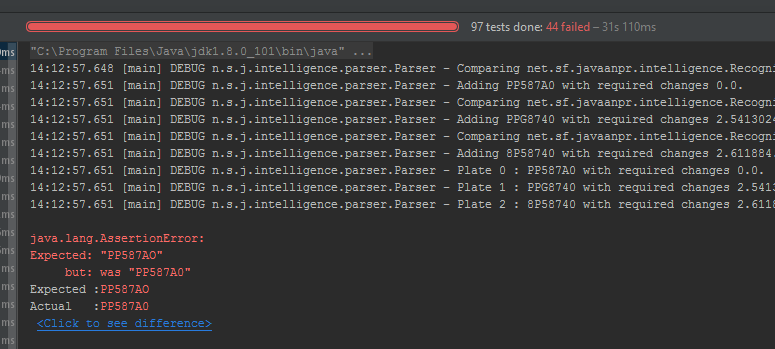 97 tests done: 44 failed – 31s 110ms
ms "C:\Program Files\Java\jdk1.8.0_101\bin\java" ...
ms 14:12:57.648 [main] DEBUG n.s.j.intelligence.parser.Parser - Comparing net.sf.javaanpr.intelligence.Recogni
ms 14:12:57.651 [main] DEBUG n.s.j.intelligence.parser.Parser - Adding PP587A0 with required changes 0.0.
ms 14:12:57.651 [main] DEBUG n.s.j.intelligence.parser.Parser - Comparing net.sf.javaanpr.intelligence.Recogni
ms 14:12:57.651 [main] DEBUG n.s.j.intelligence.parser.Parser - Adding PPG8740 with required changes 2.5413024
ms 14:12:57.651 [main] DEBUG n.s.j.intelligence.parser.Parser - Comparing net.sf.javaanpr.intelligence.Recogni
ms 14:12:57.651 [main] DEBUG n.s.j.intelligence.parser.Parser - Adding 8P58740 with required changes 2.611884
ms 14:12:57.651 [main] DEBUG n.s.j.intelligence.parser.Parser - Plate 0 : PP587A0 with required changes 0.0.
ms 14:12:57.651 [main] DEBUG n.s.j.intelligence.parser.Parser - Plate 1 : PPG8740 with required changes 2.541
ms 14:12:57.651 [main] DEBUG n.s.j.intelligence.parser.Parser - Plate 2 : 8P58740 with required changes 2.6118
ms
ms java.lang.AssertionError:
ms Expected: "PP587AO"
ms but: was "PP587A0"
ms Expected :PP587AO
ms Actual :PP587A0
ms <Click to see difference>